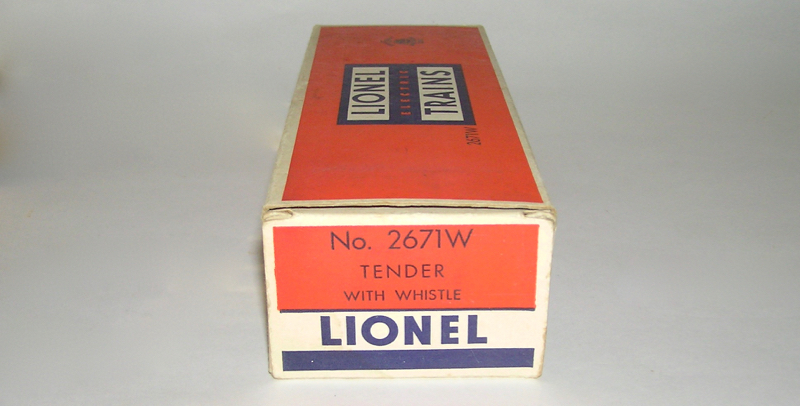 LIONEL
ELECTRIC
TRAINS
2671W
No. 2671W
TENDER
WITH WHISTLE
LIONEL